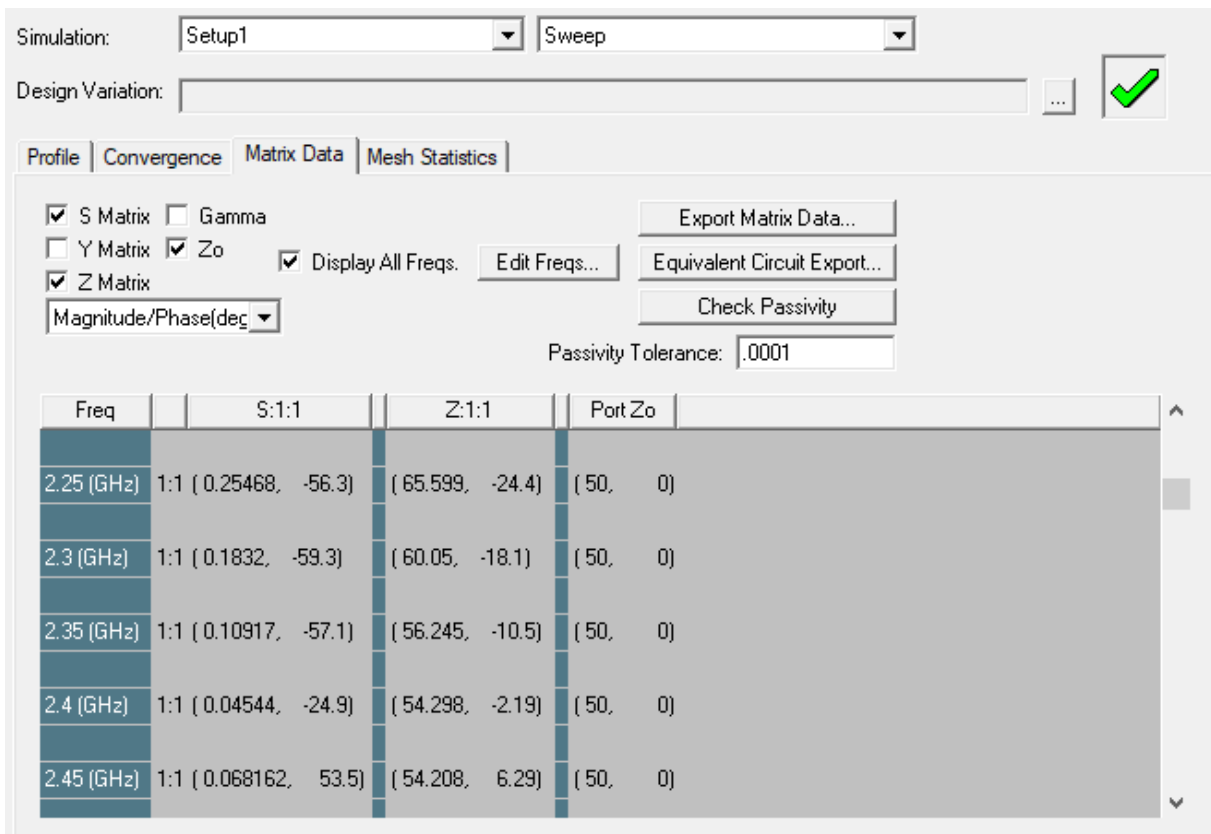 Simulation: Setup1 Sweep
Design Variation: ...
Profile Convergence Matrix Data Mesh Statistics
S Matrix Gamma Export Matrix Data...
Y Matrix Zo Display All Freqs. Edit Freqs... Equivalent Circuit Export...
Z Matrix Check Passivity
Magnitude/Phase(deg
Passivity Tolerance: .0001
Freq S:1:1 Z:1:1 Port Zo
2.25 (GHz) 1:1 ( 0.25468, -56.3) ( 65.599, -24.4) ( 50, 0)
2.3 (GHz) 1:1 ( 0.1832, -59.3) ( 60.05, -18.1) ( 50, 0)
2.35 (GHz) 1:1 ( 0.10917, -57.1) ( 56.245, -10.5) ( 50, 0)
2.4 (GHz) 1:1 ( 0.04544, -24.9) ( 54.298, -2.19) ( 50, 0)
2.45 (GHz) 1:1 ( 0.068162, 53.5) ( 54.208, 6.29) ( 50, 0)